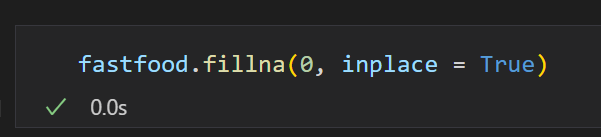 fastfood.fillna(0, inplace = True)
0.0s